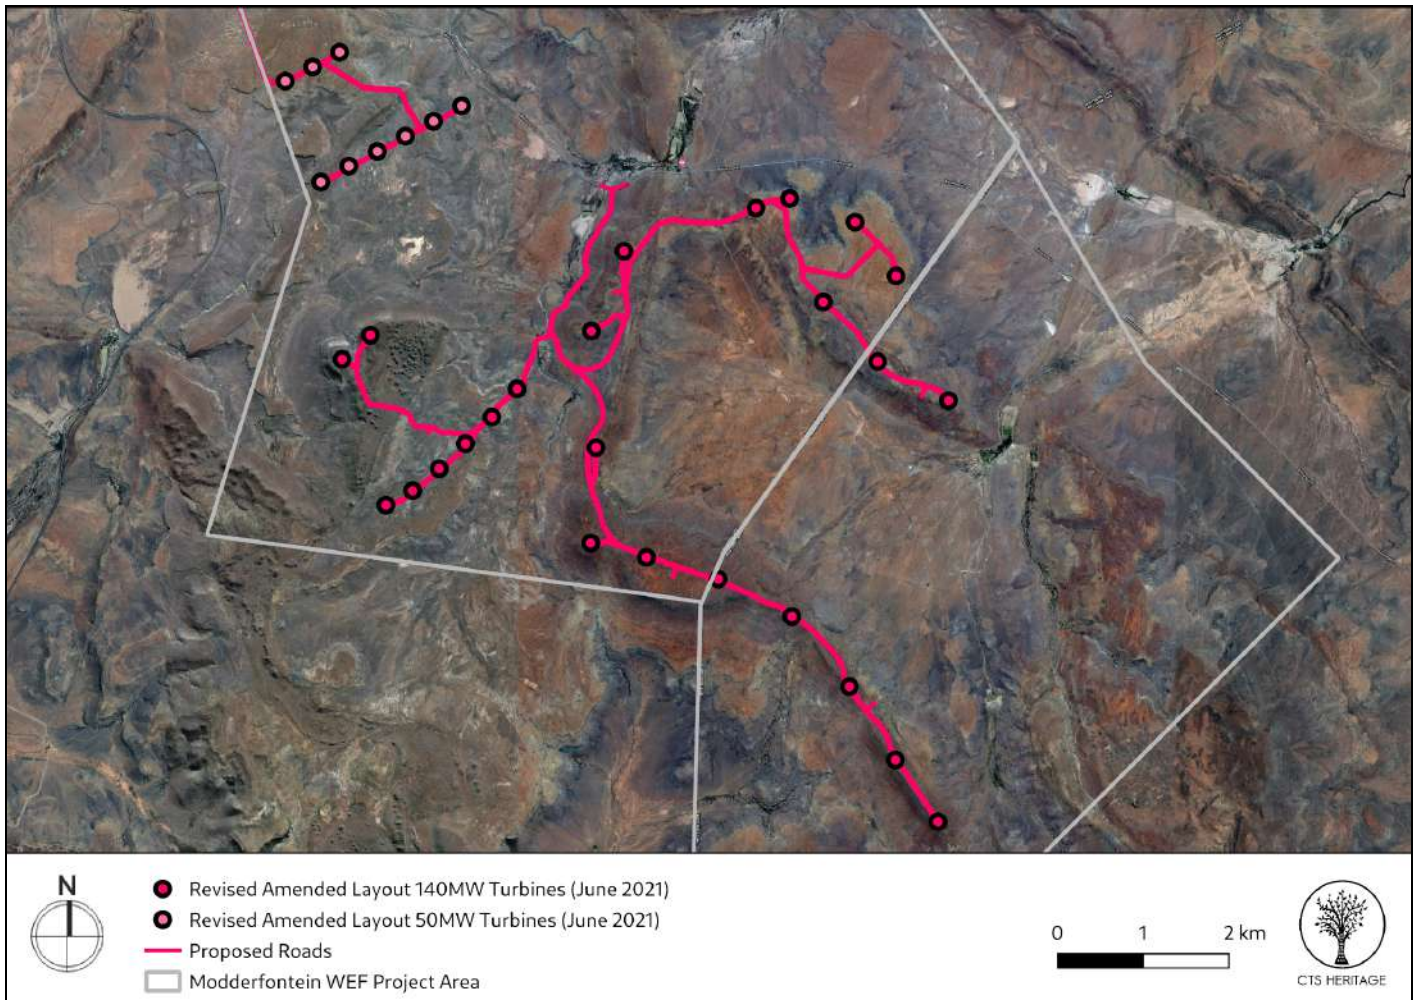 N
Revised Amended Layout 140MW Turbines (June 2021)
Revised Amended Layout 50MW Turbines (June 2021)
Proposed Roads
Modderfontein WEF Project Area
0 1 2 km
CTS HERITAGE